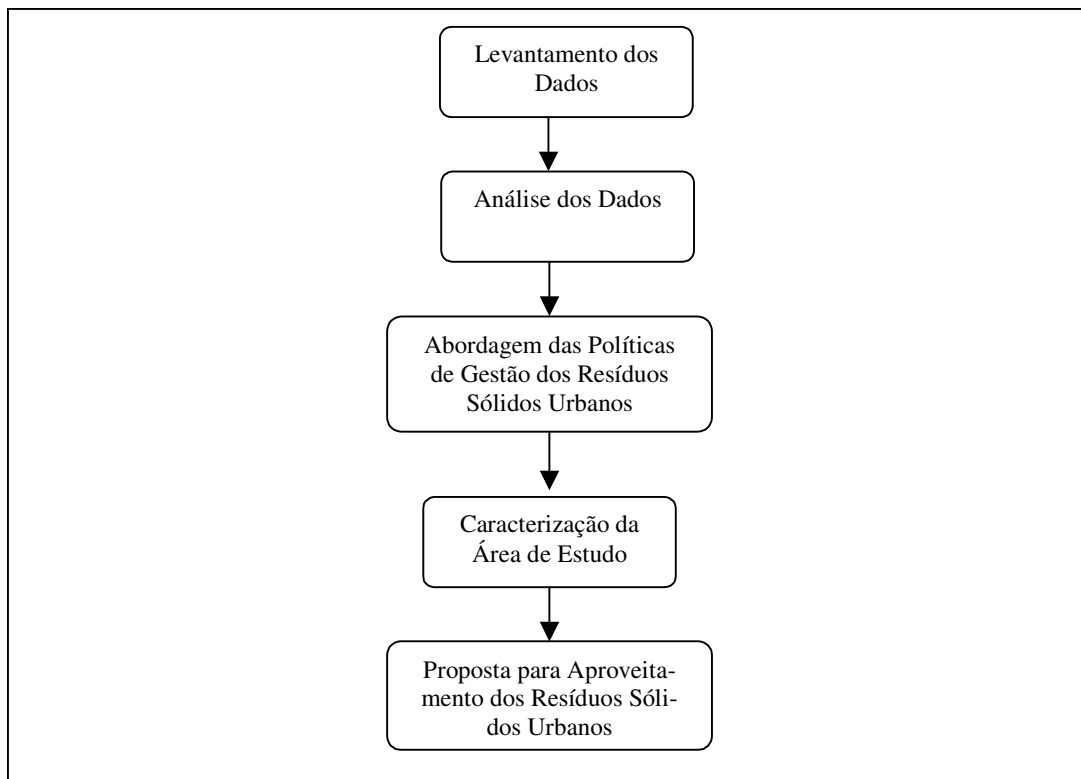 Levantamento dos
Dados
Análise dos Dados
Abordagem das Políticas
de Gestão dos Resíduos
Sólidos Urbanos
Caracterização da
Área de Estudo
Proposta para Aproveita-
mento dos Resíduos Sóli-
dos Urbanos